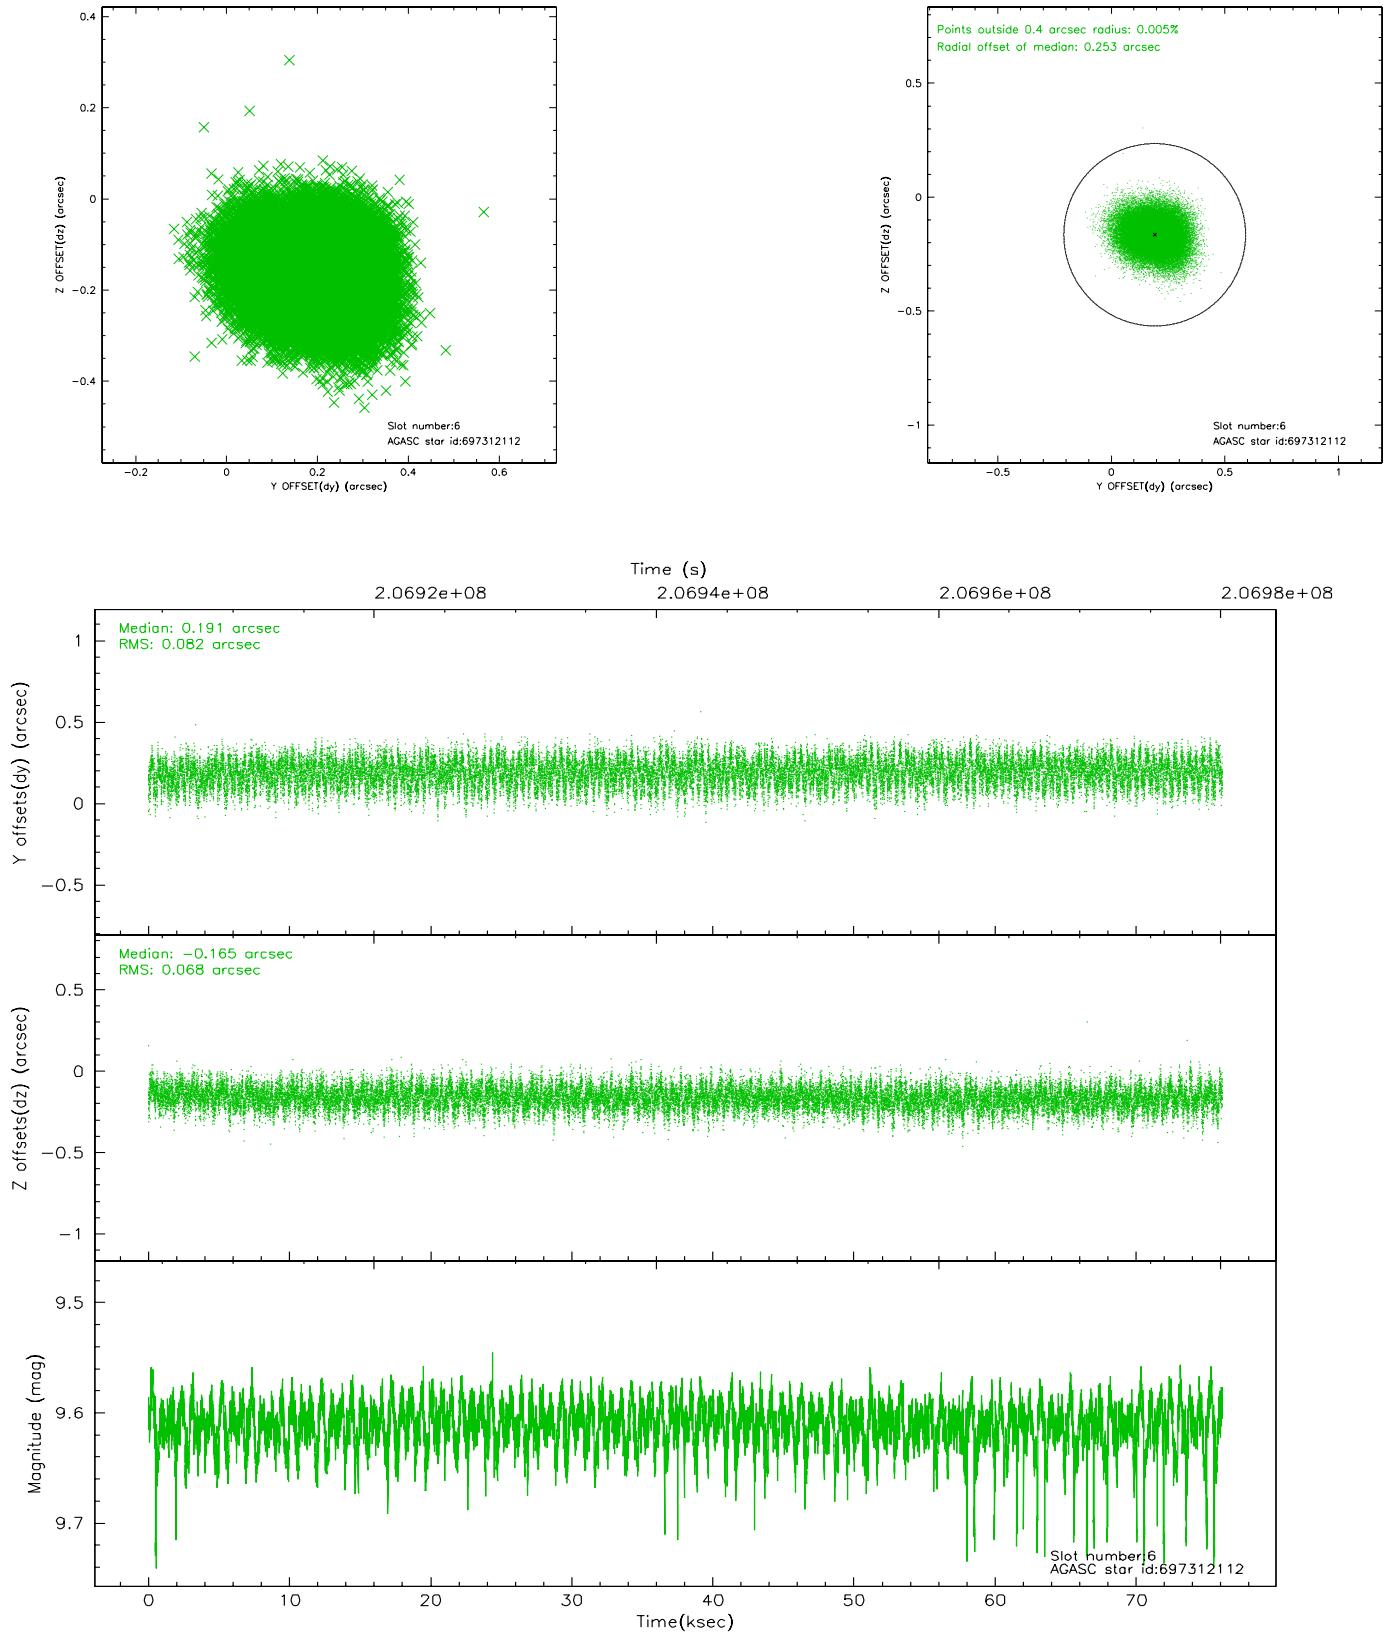 0.4
0.2
0
−0.2
−0.4
Z OFFSET(dz) (arcsec)
Slot number:6
AGASC star id:697312112
−0.2
0
0.2
0.4
0.6
Y OFFSET(dy) (arcsec)
Points outside 0.4 arcsec radius: 0.005%
Radial offset of median: 0.253 arcsec
0.5
0
−0.5
−1
Z OFFSET(dz) (arcsec)
Slot number:6
AGASC star id:697312112
−0.5
0
0.5
1
Y OFFSET(dy) (arcsec)
Time (s)
2.0692e+08
2.0694e+08
2.0696e+08
2.0698e+08
Median: 0.191 arcsec
RMS: 0.082 arcsec
1
0.5
0
−0.5
Y offsets(dy) (arcsec)
Median: −0.165 arcsec
RMS: 0.068 arcsec
0.5
0
−0.5
−1
Z offsets(dz) (arcsec)
9.5
9.6
9.7
Magnitude (mag)
Slot number:6
AGASC star id:697312112
0
10
20
30
40
50
60
70
Time(ksec)